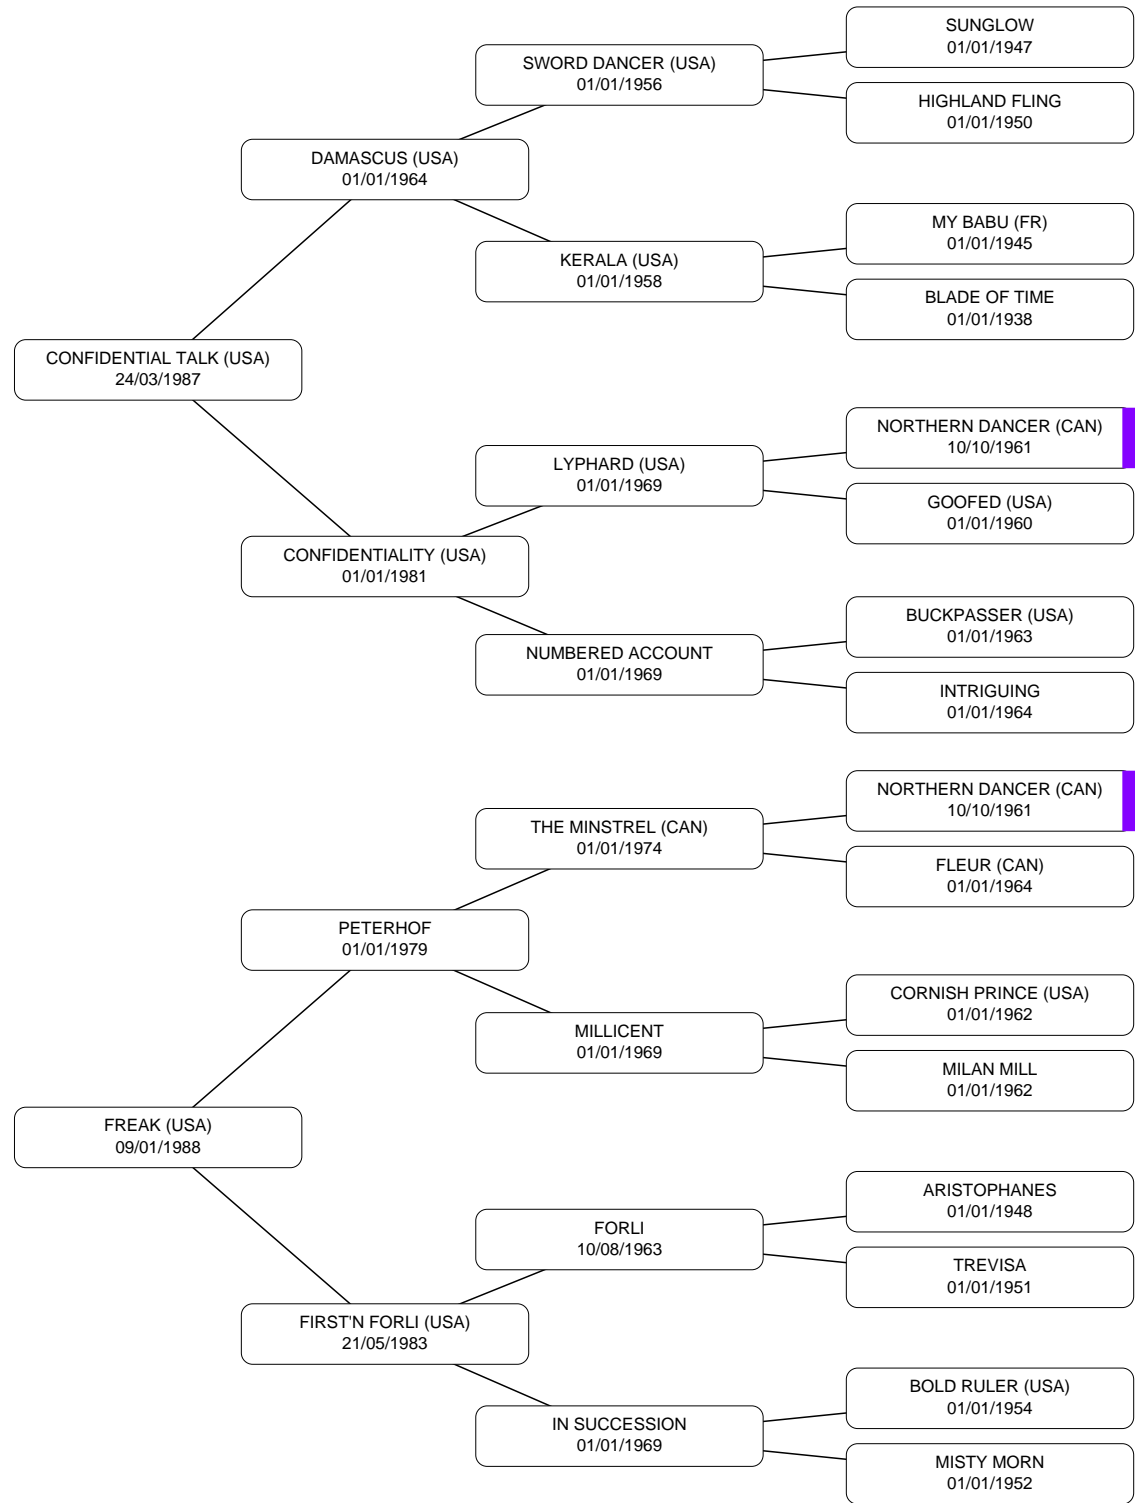 SUNGLOW
01/01/1947
SWORD DANCER (USA)
01/01/1956
HIGHLAND FLING
01/01/1950
DAMASCUS (USA)
01/01/1964
MY BABU (FR)
01/01/1945
KERALA (USA)
01/01/1958
BLADE OF TIME
01/01/1938
CONFIDENTIAL TALK (USA)
24/03/1987
NORTHERN DANCER (CAN)
10/10/1961
LYPHARD (USA)
01/01/1969
GOOFED (USA)
01/01/1960
CONFIDENTIALITY (USA)
01/01/1981
BUCKPASSER (USA)
01/01/1963
NUMBERED ACCOUNT
01/01/1969
INTRIGUING
01/01/1964
NORTHERN DANCER (CAN)
10/10/1961
THE MINSTREL (CAN)
01/01/1974
FLEUR (CAN)
01/01/1964
PETERHOF
01/01/1979
CORNISH PRINCE (USA)
01/01/1962
MILLICENT
01/01/1969
MILAN MILL
01/01/1962
FREAK (USA)
09/01/1988
ARISTOPHANES
01/01/1948
FORLI
10/08/1963
TREVISA
01/01/1951
FIRST'N FORLI (USA)
21/05/1983
BOLD RULER (USA)
01/01/1954
IN SUCCESSION
01/01/1969
MISTY MORN
01/01/1952